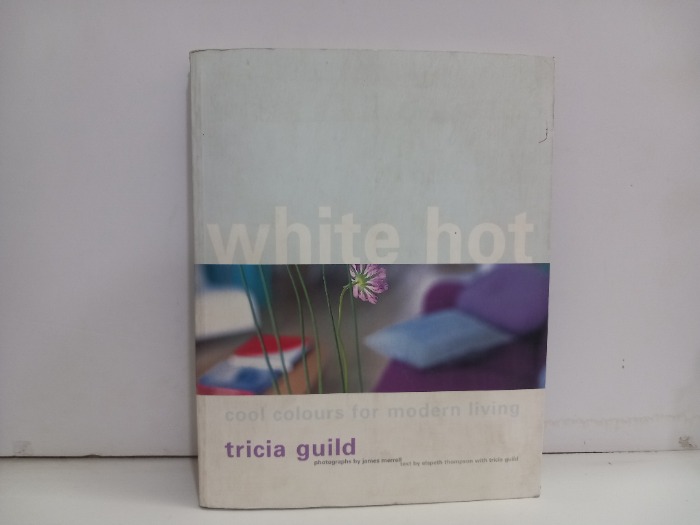 white hot
cool colours for modern living
tricia guild
photographs by james merrell text by elspeth thompson with tricia guild